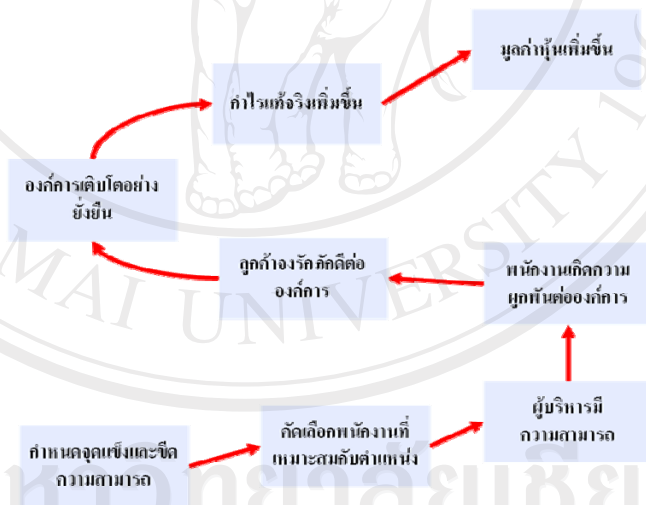 มูลค่าหุ้นเพิ่มขึ้น
กำไรแท้จริงเพิ่มขึ้น
องค์การเติบโตอย่าง
ยั่งยืน
ลูกค้าจงรักภักดีต่อ
องค์การ
พนักงานเกิดความ
ผูกพันต่อองค์การ
ผู้บริหารมี
ความสามารถ
คัดเลือกพนักงานที่
เหมาะสมกับตำแหน่ง
กำหนดจุดแข็งและขีด
ความสามารถ
MAI UNIVERSITY